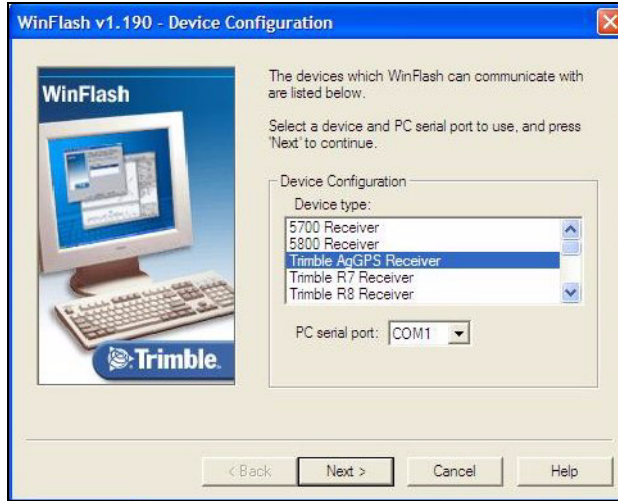 WinFlash v1.190 - Device Configuration
WinFlash
The devices which WinFlash can communicate with
are listed below.
Select a device and PC serial port to use, and press
'Next' to continue.
Device Configuration
Device type:
5700 Receiver
5800 Receiver
Trimble AgGPS Receiver
Trimble R7 Receiver
Trimble R8 Receiver
PC serial port: COM1
Trimble.
< Back Next > Cancel Help